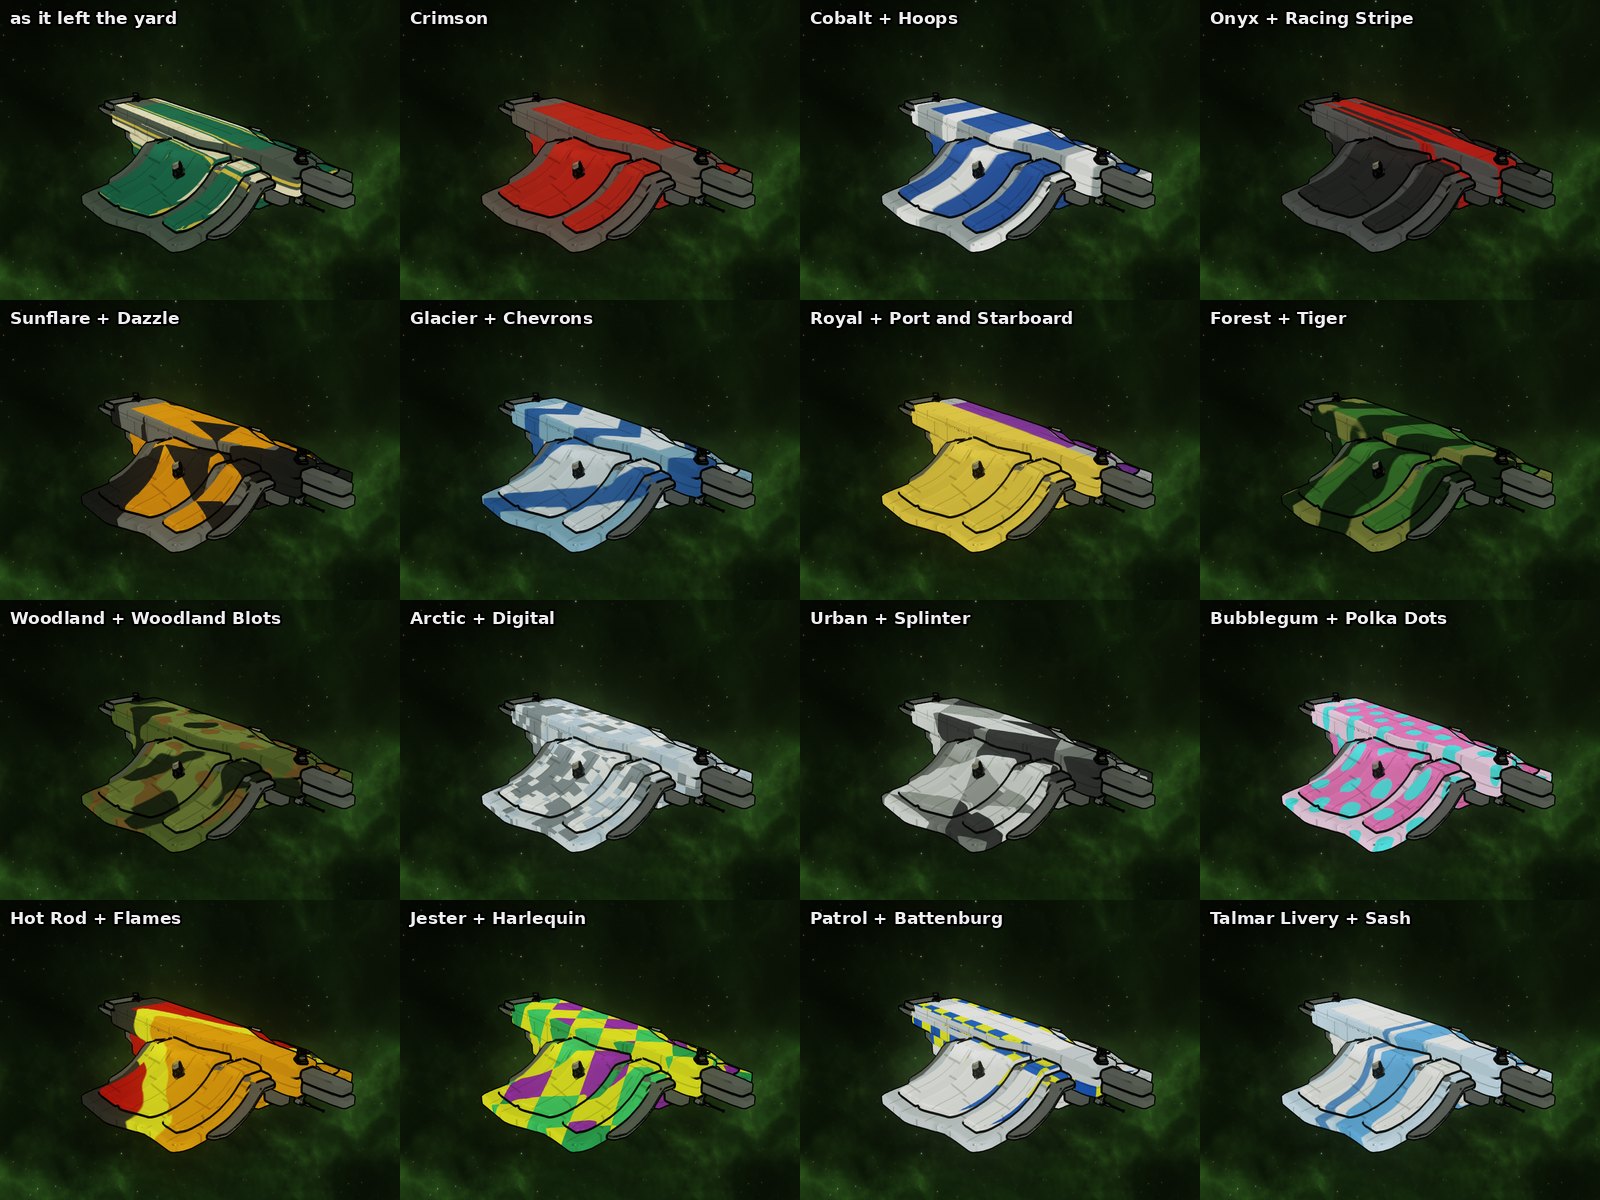 as it left the yard
Crimson
Cobalt + Hoops
Onyx + Racing Stripe
Sunflare + Dazzle
Glacier + Chevrons
Royal + Port and Starboard
Forest + Tiger
Woodland + Woodland Blots
Arctic + Digital
Urban + Splinter
Bubblegum + Polka Dots
Hot Rod + Flames
Jester + Harlequin
Patrol + Battenburg
Talmar Livery + Sash